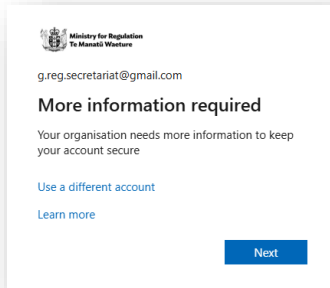 Ministry for Regulation
Te Manatū Waeture
g.reg.secretariat@gmail.com
More information required
Your organisation needs more information to keep
your account secure
Use a different account
Learn more
Next